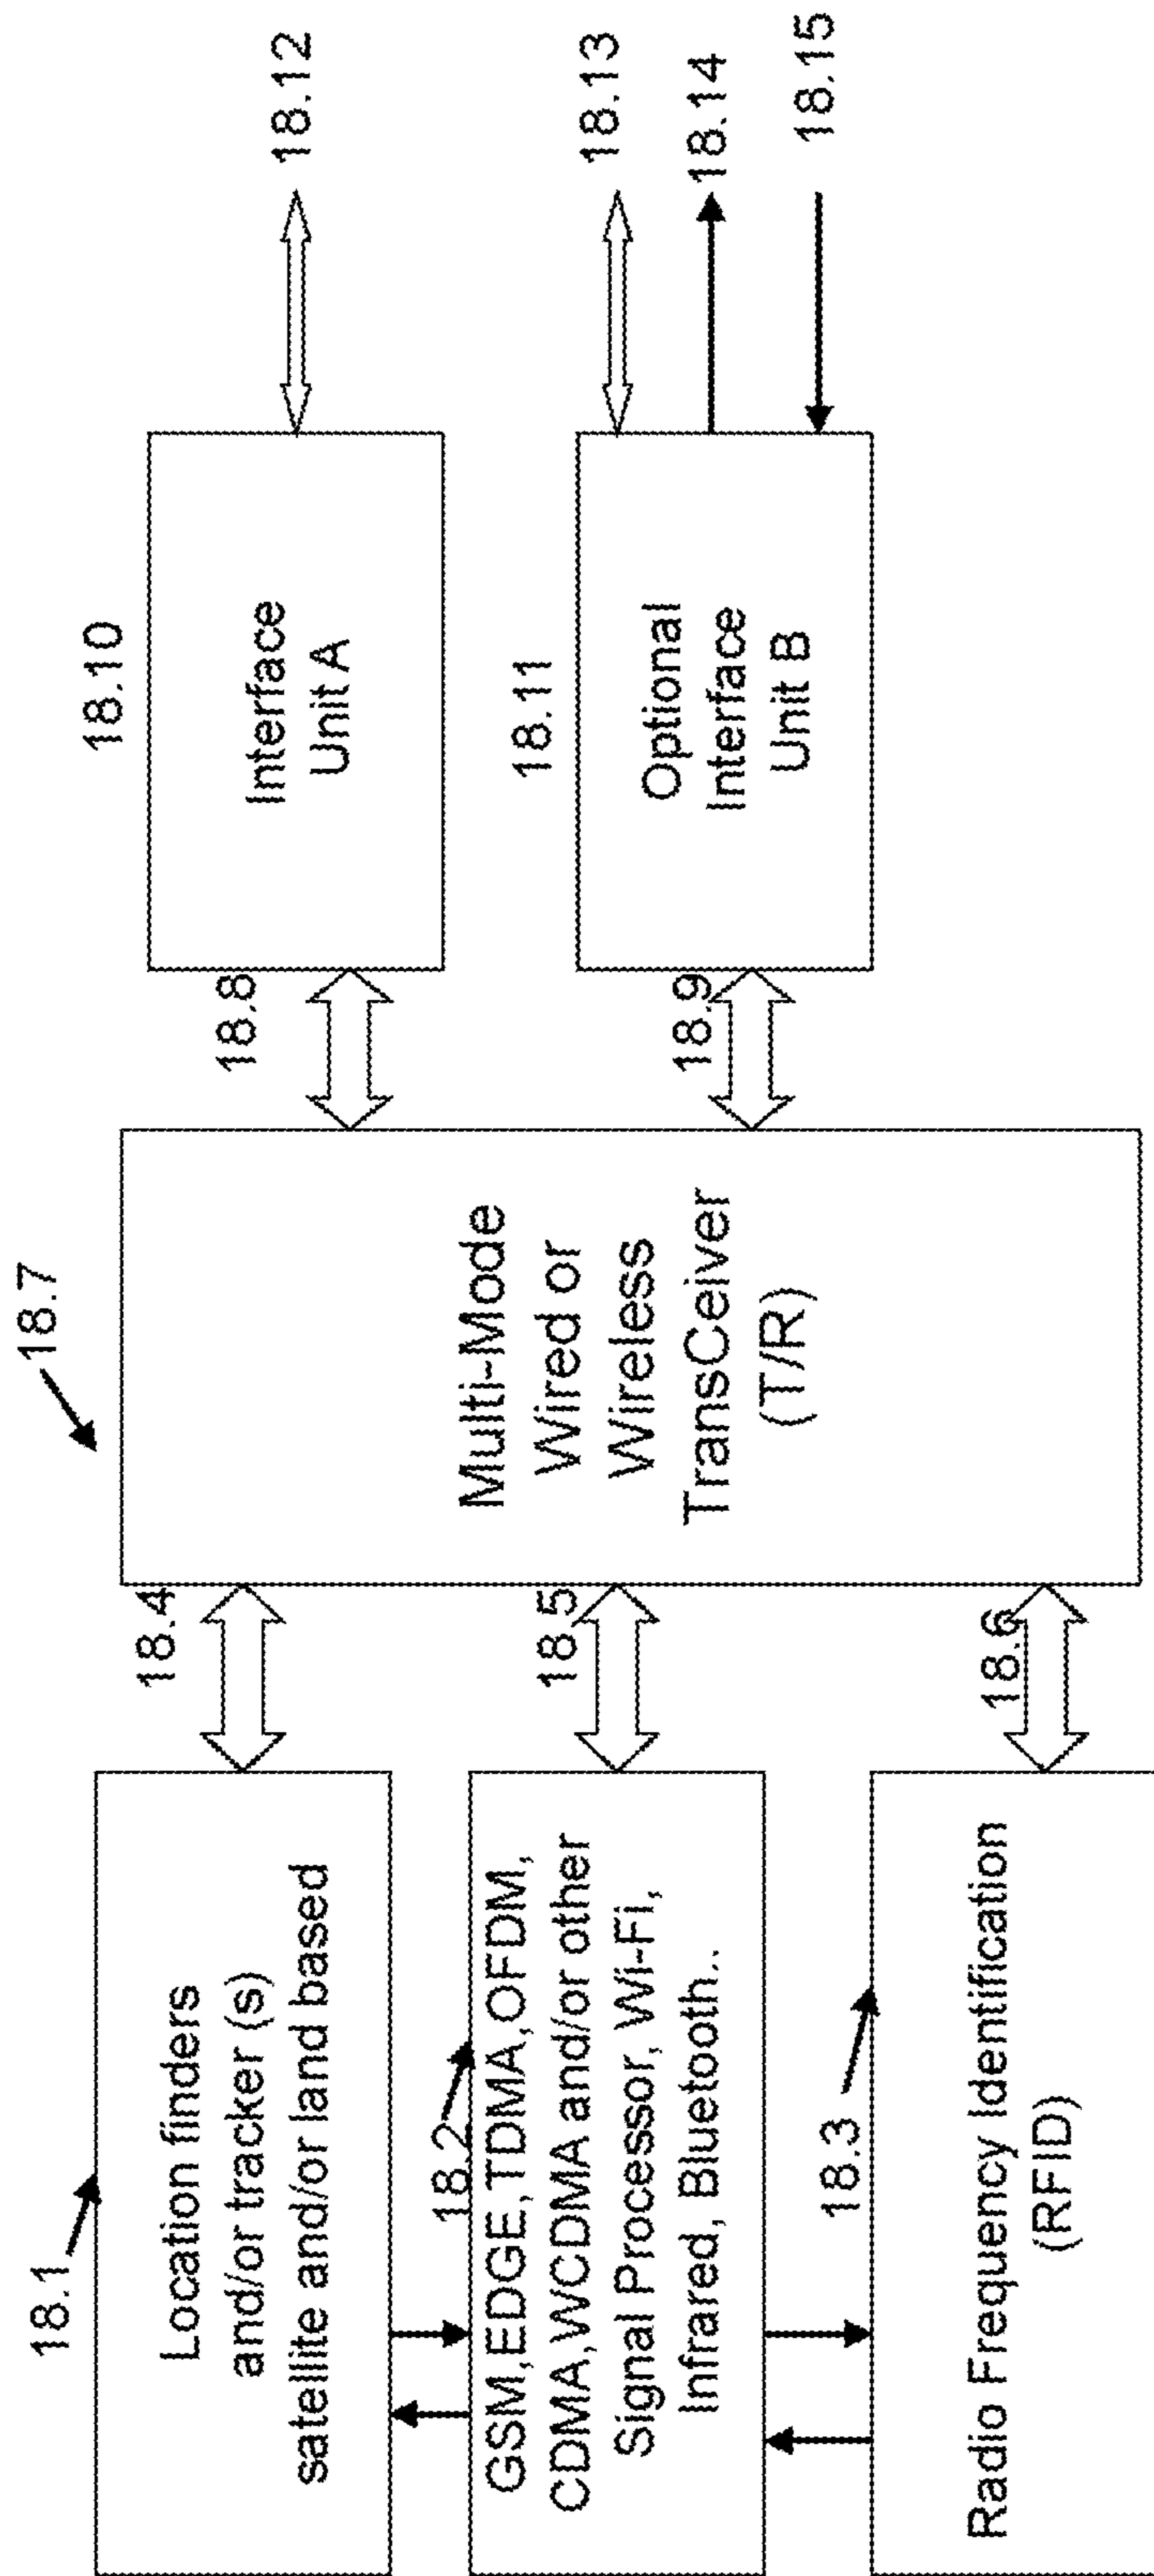 18.1
Location finders
and/or tracker (s)
satellite and/or land based
18.2
GSM,EDGE,TDMA,OFDM,
CDMA,WCDMA and/or other
Signal Processor, Wi-Fi,
Infrared, Bluetooth..
18.3
Radio Frequency Identification
(RFID)
18.4
18.5
18.6
18.7
Multi-Mode
Wired or
Wireless
TransCeiver
(T/R)
18.8
18.9
18.10
Interface
Unit A
18.11
Optional
Interface
Unit B
18.12
18.13
18.14
18.15